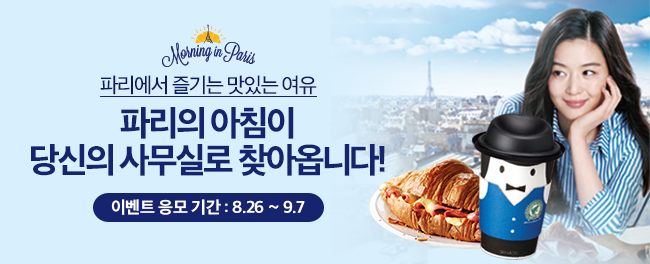 Morning in Paris
파리에서 즐기는 맛있는 여유
파리의 아침이
당신의 사무실로 찾아옵니다!
이벤트 응모 기간 : 8.26 ~ 9.7